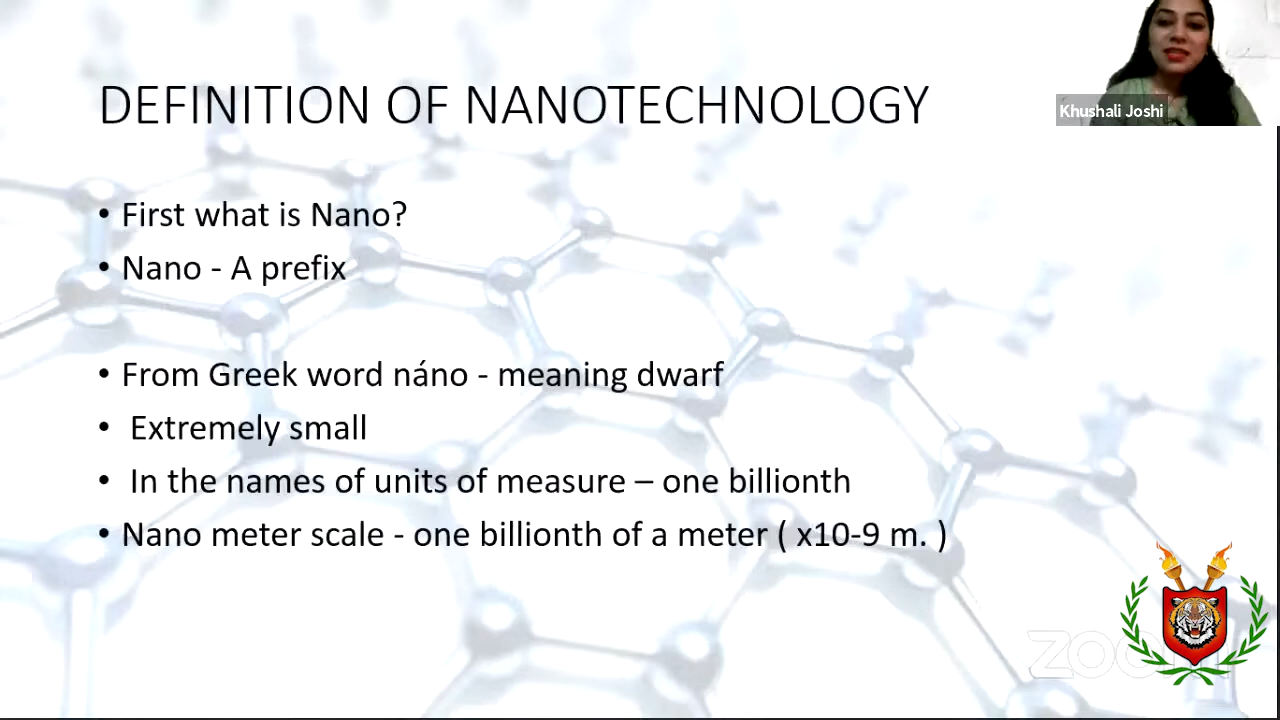 DEFINITION OF NANOTECHNOLOGY
Khushali Joshi
• First what is Nano?
• Nano - A prefix
• From Greek word náno - meaning dwarf
• Extremely small
• In the names of units of measure – one billionth
• Nano meter scale - one billionth of a meter ( x10-9 m. )
zoom